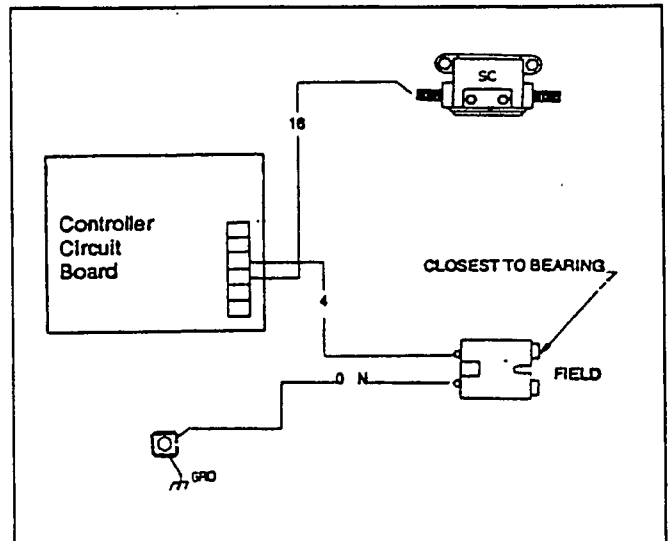 SC
16
Controller
Circuit
Board
CLOSEST TO BEARING
4
FIELD
0 N
GRD